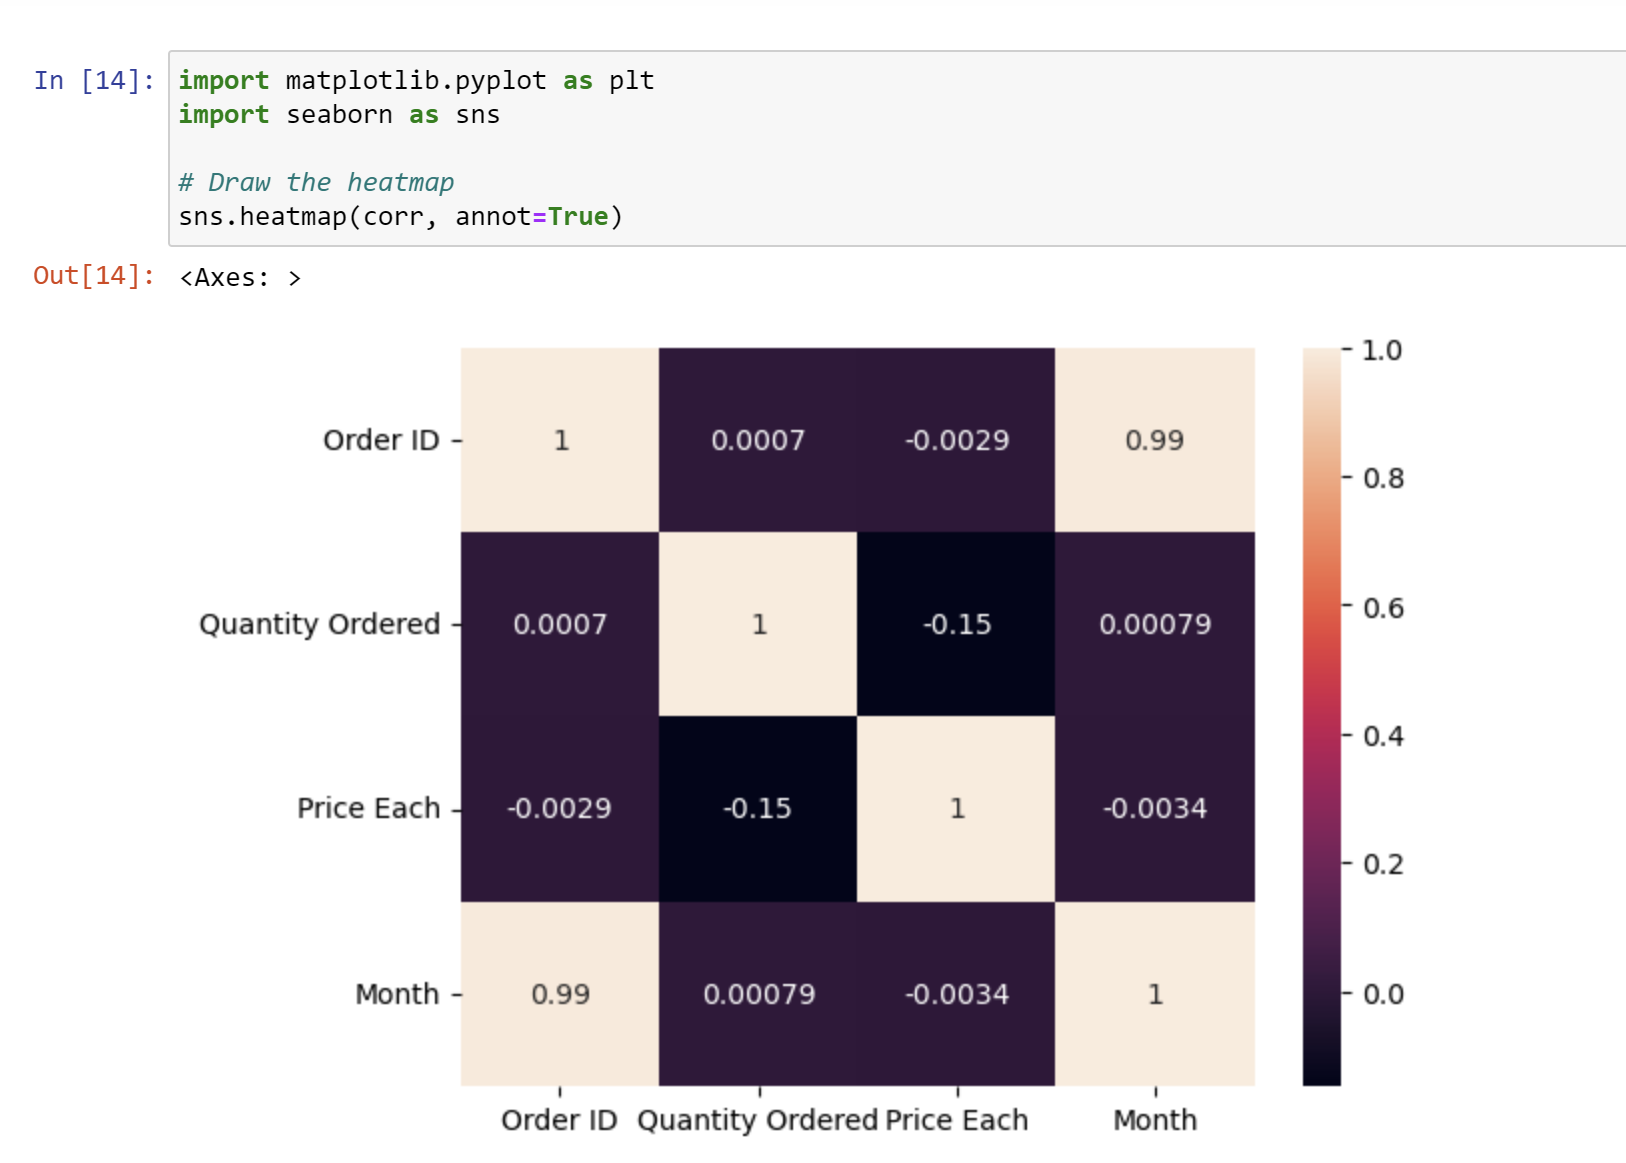 In [14]: import matplotlib.pyplot as plt
import seaborn as sns
# Draw the heatmap
sns.heatmap(corr, annot=True)
Out[14]: <Axes: >
Order ID 1 0.0007 -0.0029 0.99
Quantity Ordered 0.0007 1 -0.15 0.00079
Price Each -0.0029 -0.15 1 -0.0034
Month 0.99 0.00079 -0.0034 1
Order ID Quantity Ordered Price Each Month
1.0
0.8
0.6
0.4
0.2
0.0